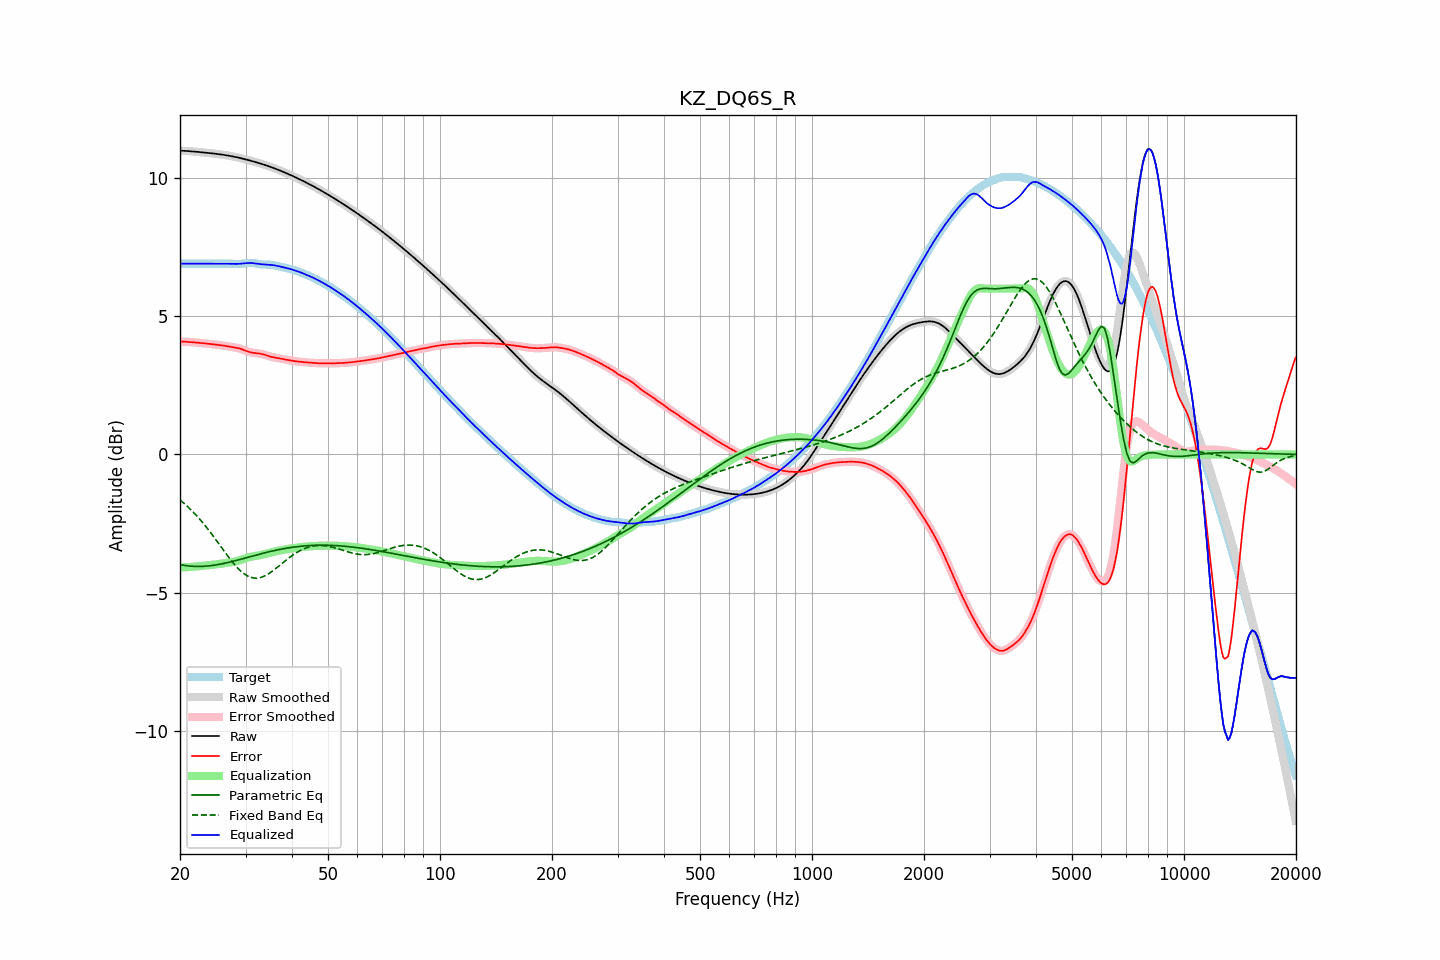 KZ_DQ6S_R
Amplitude (dBr)
10
5
0
−5
−10
Target
Raw Smoothed
Error Smoothed
Raw
Error
Equalization
Parametric Eq
Fixed Band Eq
Equalized
20 50 100 200 500 1000 2000 5000 10000 20000
Frequency (Hz)